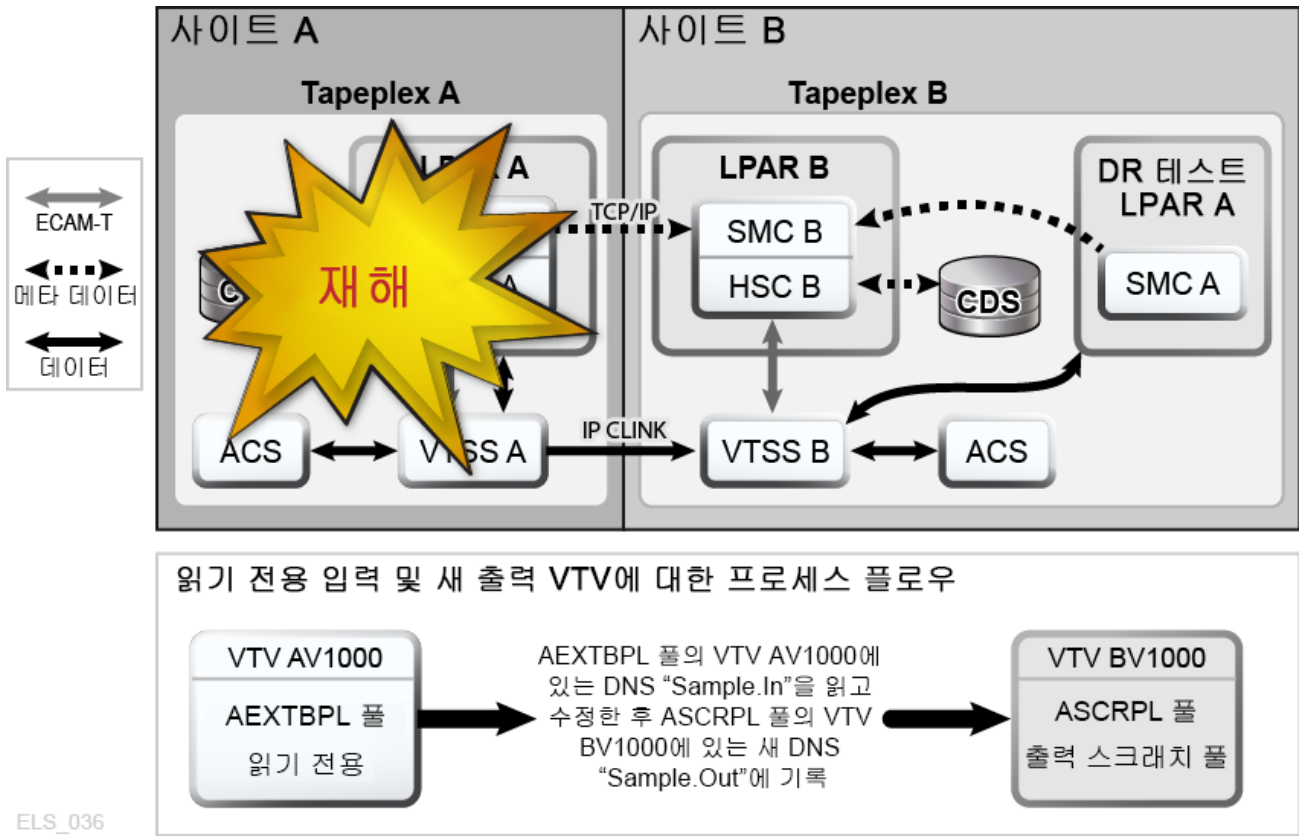 사이트 A
사이트 B
Tapeplex A
Tapeplex B
ECAM-T
메타 데이터
데이터
LPAR B
DR 테스트
LPAR A
TCP/IP
SMC B
HSC B
CDS
SMC A
재해
ACS
VTSS A
IP CLINK
VTSS B
ACS
읽기 전용 입력 및 새 출력 VTV에 대한 프로세스 플로우
VTV AV1000
AEXTBPL 풀
읽기 전용
AEXTBPL 풀의 VTV AV1000에
있는 DNS “Sample.In”을 읽고
수정한 후 ASCRPL 풀의 VTV
BV1000에 있는 새 DNS
“Sample.Out”에 기록
VTV BV1000
ASCRPL 풀
출력 스크래치 풀
ELS_036